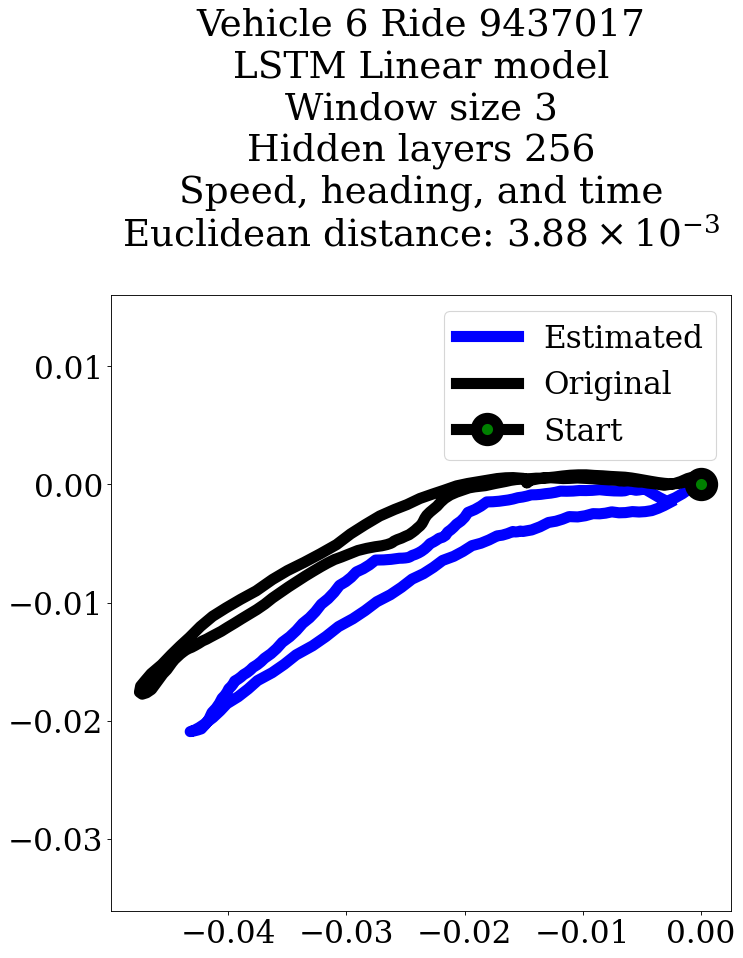 Vehicle 6 Ride 9437017
LSTM Linear model
Window size 3
Hidden layers 256
Speed, heading, and time
Euclidean distance: 3.88 × 10⁻³
Estimated
Original
Start
0.01
0.00
−0.01
−0.02
−0.03
−0.04 −0.03 −0.02 −0.01 0.00